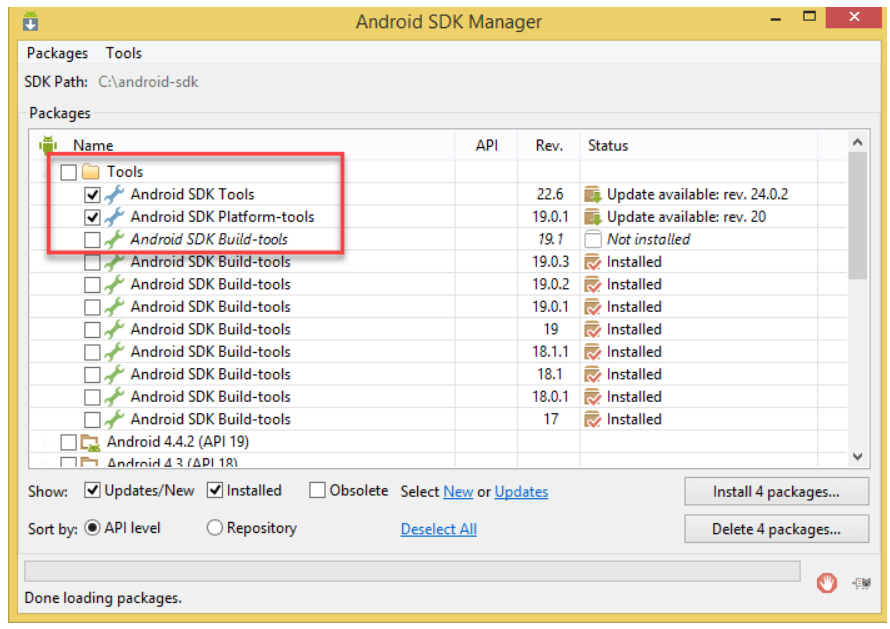 Android SDK Manager
Packages Tools
SDK Path: C:\android-sdk
Packages
Name API Rev. Status
Tools
Android SDK Tools 22.6 Update available: rev. 24.0.2
Android SDK Platform-tools 19.0.1 Update available: rev. 20
Android SDK Build-tools 19.1 Not installed
Android SDK Build-tools 19.0.3 Installed
Android SDK Build-tools 19.0.2 Installed
Android SDK Build-tools 19.0.1 Installed
Android SDK Build-tools 19 Installed
Android SDK Build-tools 18.1.1 Installed
Android SDK Build-tools 18.1 Installed
Android SDK Build-tools 18.0.1 Installed
Android SDK Build-tools 17 Installed
Android 4.4.2 (API 19)
Android 4.3 (API 18)
Show: Updates/New Installed Obsolete Select New or Updates Install 4 packages...
Sort by: API level Repository Deselect All Delete 4 packages...
Done loading packages.